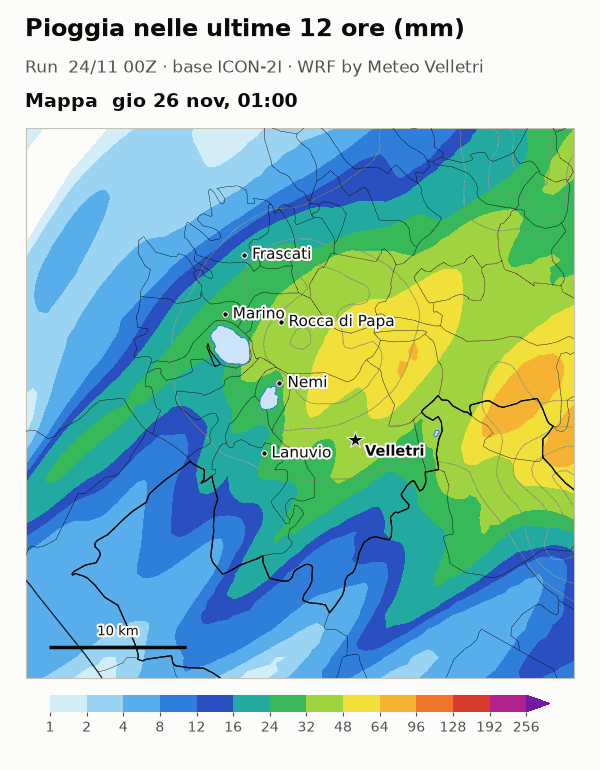 Pioggia nelle ultime 12 ore (mm)
Run  24/11 00Z · base ICON-2I · WRF by Meteo Velletri
Mappa  gio 26 nov, 01:00
Frascati
Marino
Rocca di Papa
Nemi
Lanuvio
Velletri
10 km
1 2 4 8 12 16 24 32 48 64 96 128 192 256